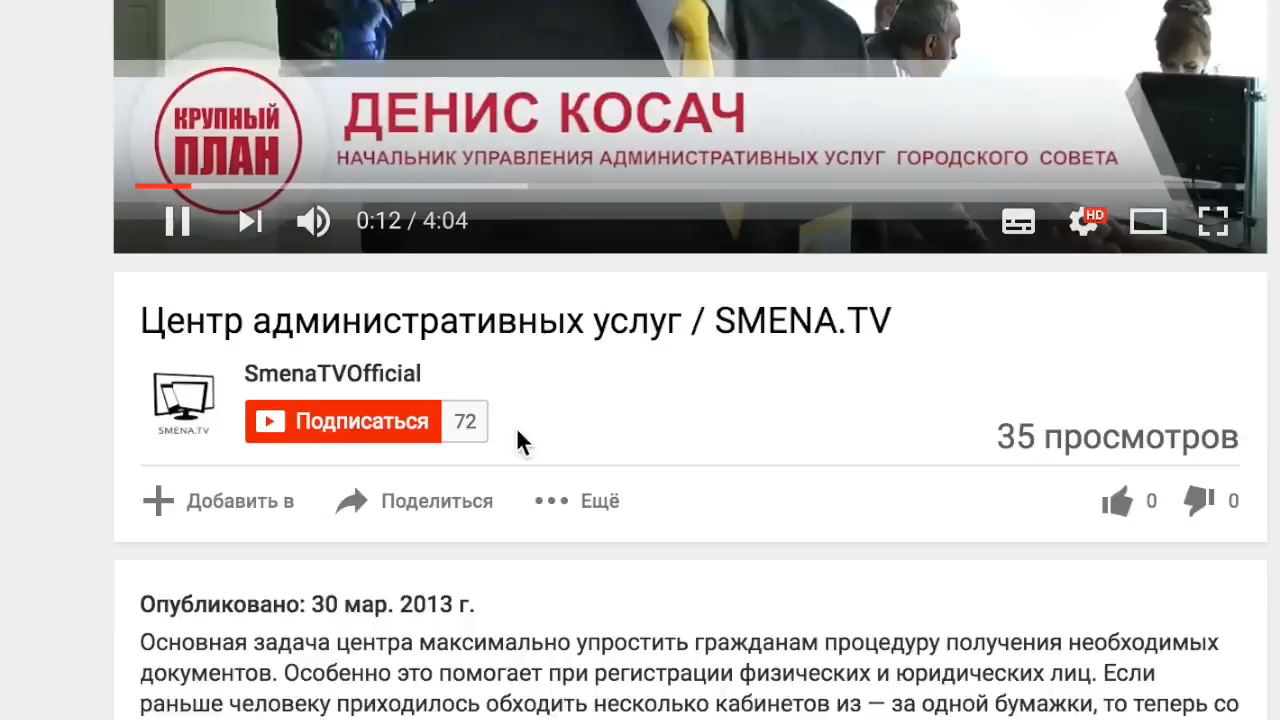 КРУПНЫЙ
ПЛАН
ДЕНИС КОСАЧ
НАЧАЛЬНИК УПРАВЛЕНИЯ АДМИНИСТРАТИВНЫХ УСЛУГ ГОРОДСКОГО СОВЕТА
0:12 / 4:04
HD
Центр административных услуг / SMENA.TV
SMENA.TV
SmenaTVOfficial
Подписаться 72
35 просмотров
Добавить в Поделиться Ещё 0 0
Опубликовано: 30 мар. 2013 г.
Основная задача центра максимально упростить гражданам процедуру получения необходимых
документов. Особенно это помогает при регистрации физических и юридических лиц. Если
раньше человеку приходилось обходить несколько кабинетов из — за одной бумажки, то теперь со